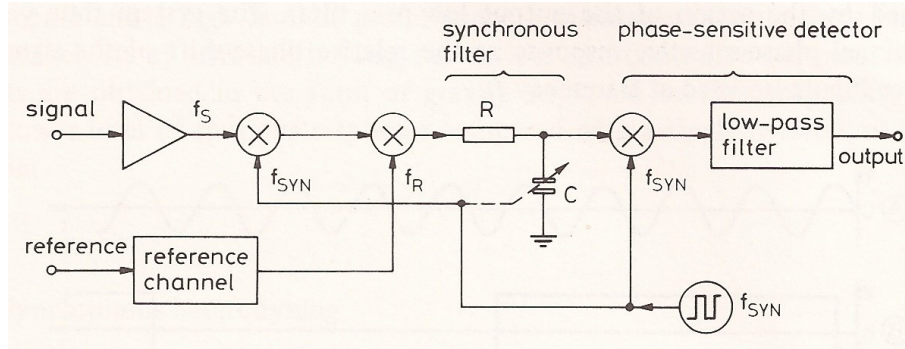 synchronous
filter
phase-sensitive detector
signal
f_S
R
low-pass
filter
output
f_SYN
f_R
C
f_SYN
reference
reference
channel
f_SYN